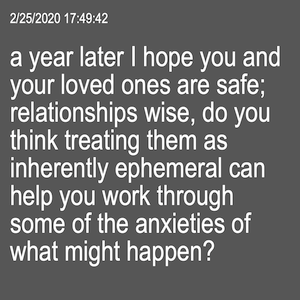 2/25/2020 17:49:42
a year later I hope you and
your loved ones are safe;
relationships wise, do you
think treating them as
inherently ephemeral can
help you work through
some of the anxieties of
what might happen?